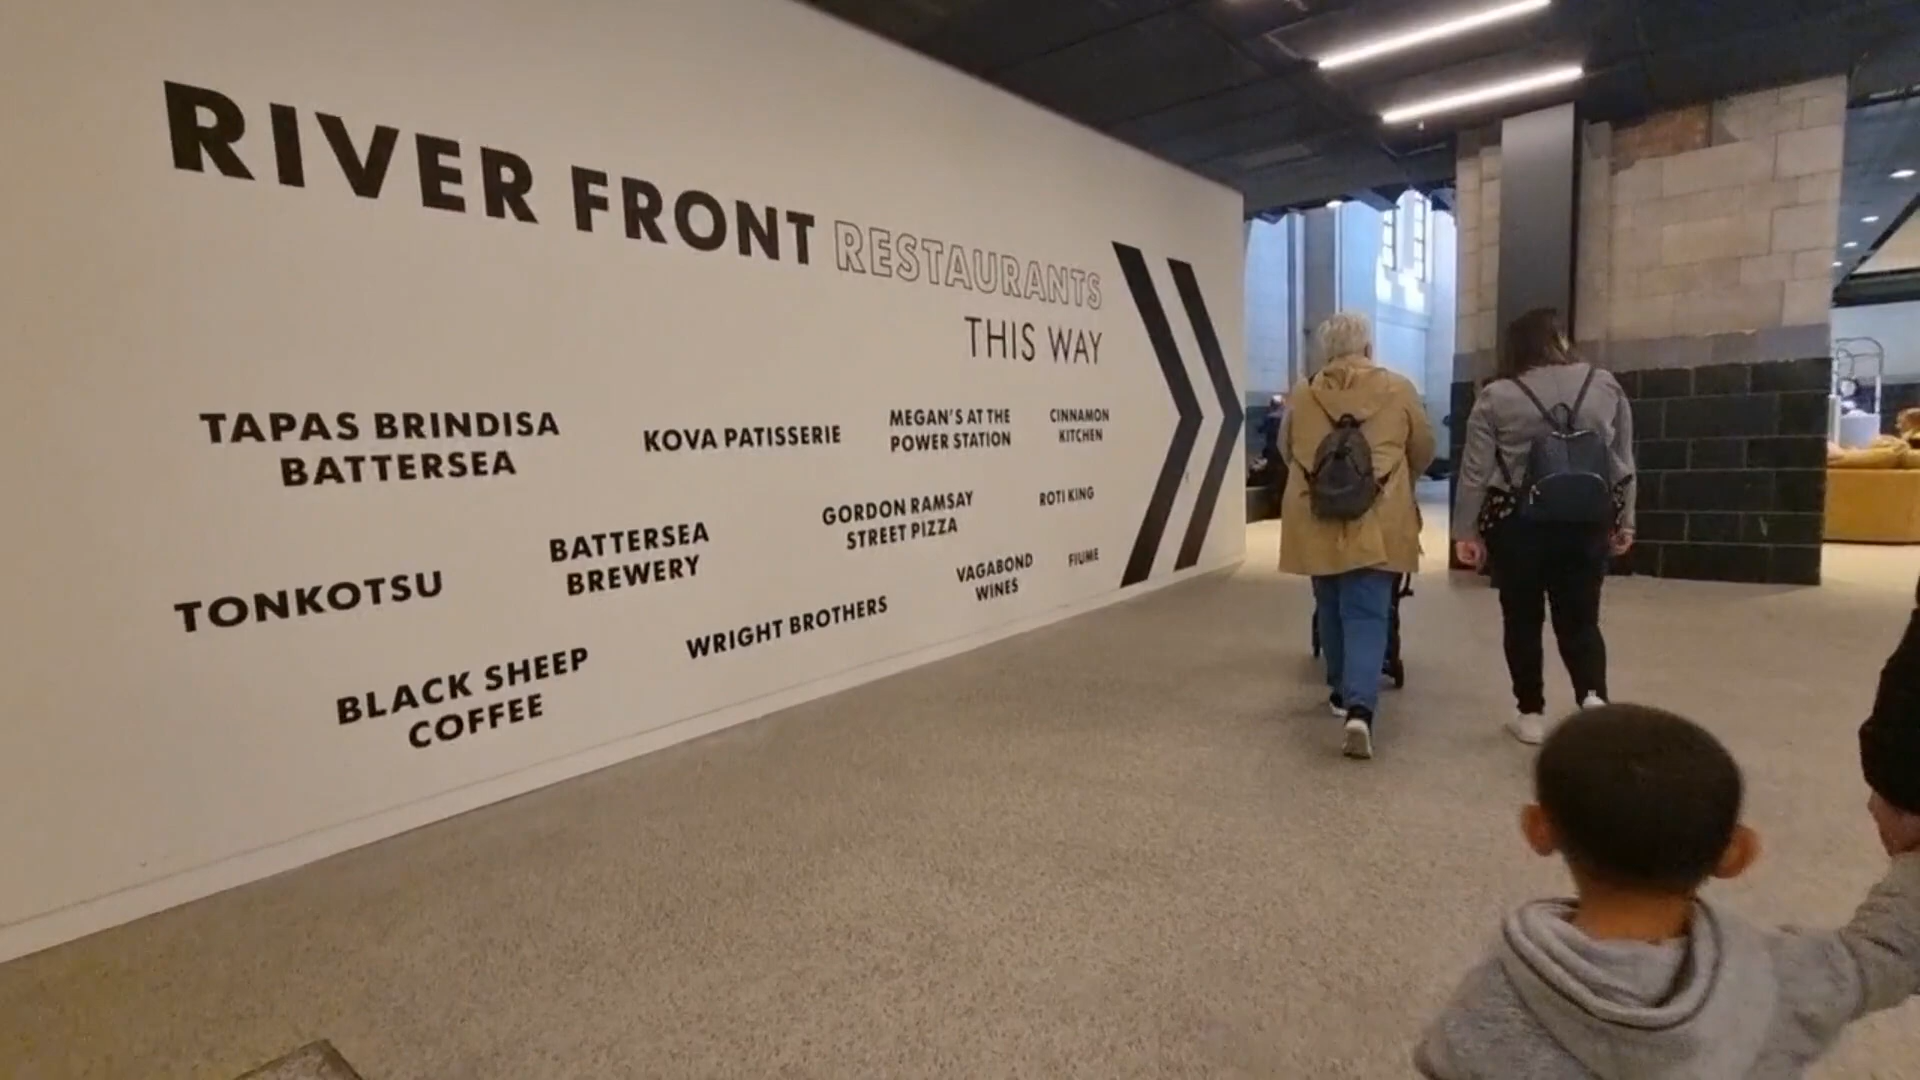 RIVER FRONT RESTAURANTS
THIS WAY
TAPAS BRINDISA
BATTERSEA
KOVA PATISSERIE
MEGAN'S AT THE
POWER STATION
CINNAMON
KITCHEN
TONKOTSU
BATTERSEA
BREWERY
GORDON RAMSAY
STREET PIZZA
ROTI KING
BLACK SHEEP
COFFEE
WRIGHT BROTHERS
VAGABOND
WINES
FIUME